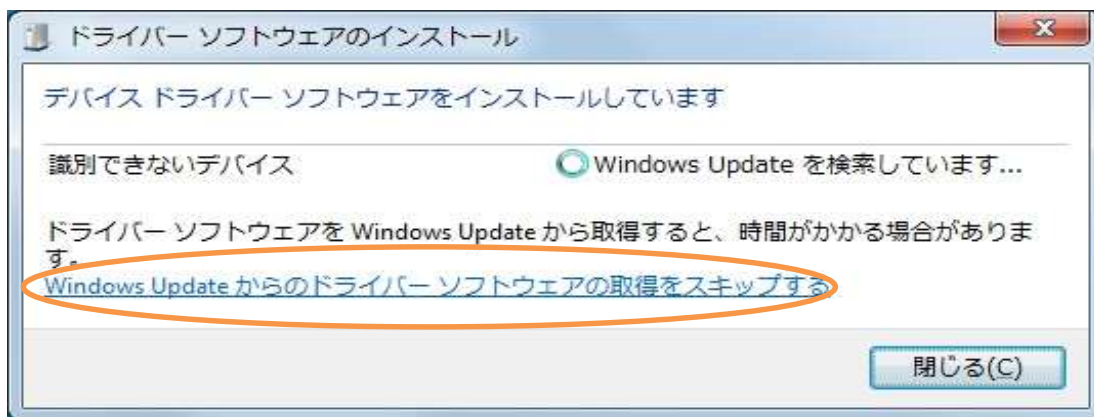 ドライバー ソフトウェアのインストール
デバイス ドライバー ソフトウェアをインストールしています
識別できないデバイス Windows Update を検索しています...
ドライバー ソフトウェアを Windows Update から取得すると、時間がかかる場合がありま
す。
Windows Update からのドライバー ソフトウェアの取得をスキップする
閉じる(C)